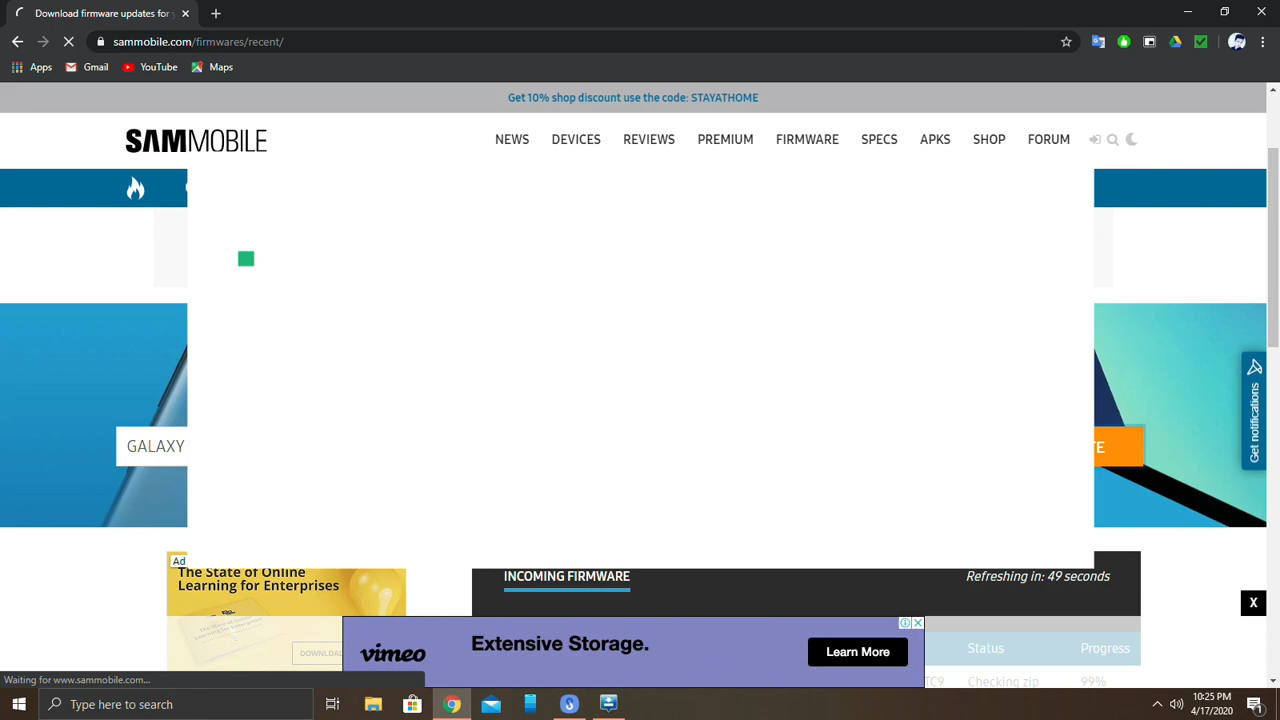 Download firmware updates for y
sammobile.com/firmwares/recent/
Apps Gmail YouTube Maps
Get 10% shop discount use the code: STAYATHOME
SAMMOBILE NEWS DEVICES REVIEWS PREMIUM FIRMWARE SPECS APKS SHOP FORUM
Get notifications
GALAXY
TE
Ad
The State of Online
Learning for Enterprises
DOWNLOAD
INCOMING FIRMWARE Refreshing in: 49 seconds
X
vimeo Extensive Storage. Learn More
Status Progress
TC9 Checking zip 99%
Waiting for www.sammobile.com...
Type here to search
10:25 PM
4/17/2020
1